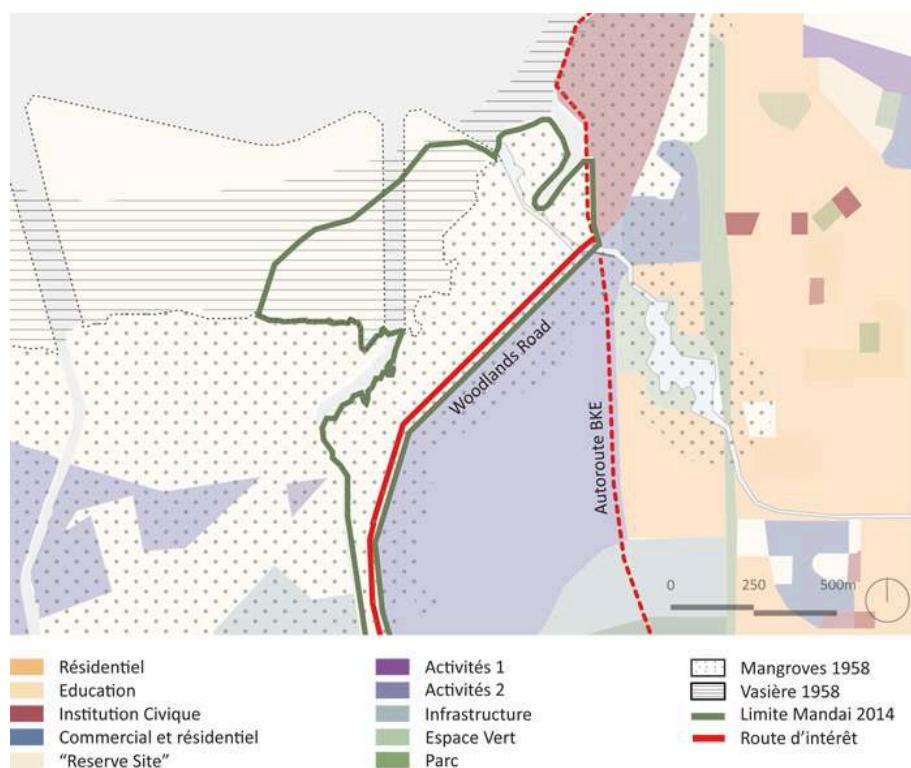 Woodlands Road
Autoroute BKE
0 250 500m
Résidentiel
Education
Institution Civique
Commercial et résidentiel
“Reserve Site”
Activités 1
Activités 2
Infrastructure
Espace Vert
Parc
Mangroves 1958
Vasière 1958
Limite Mandai 2014
Route d’intérêt